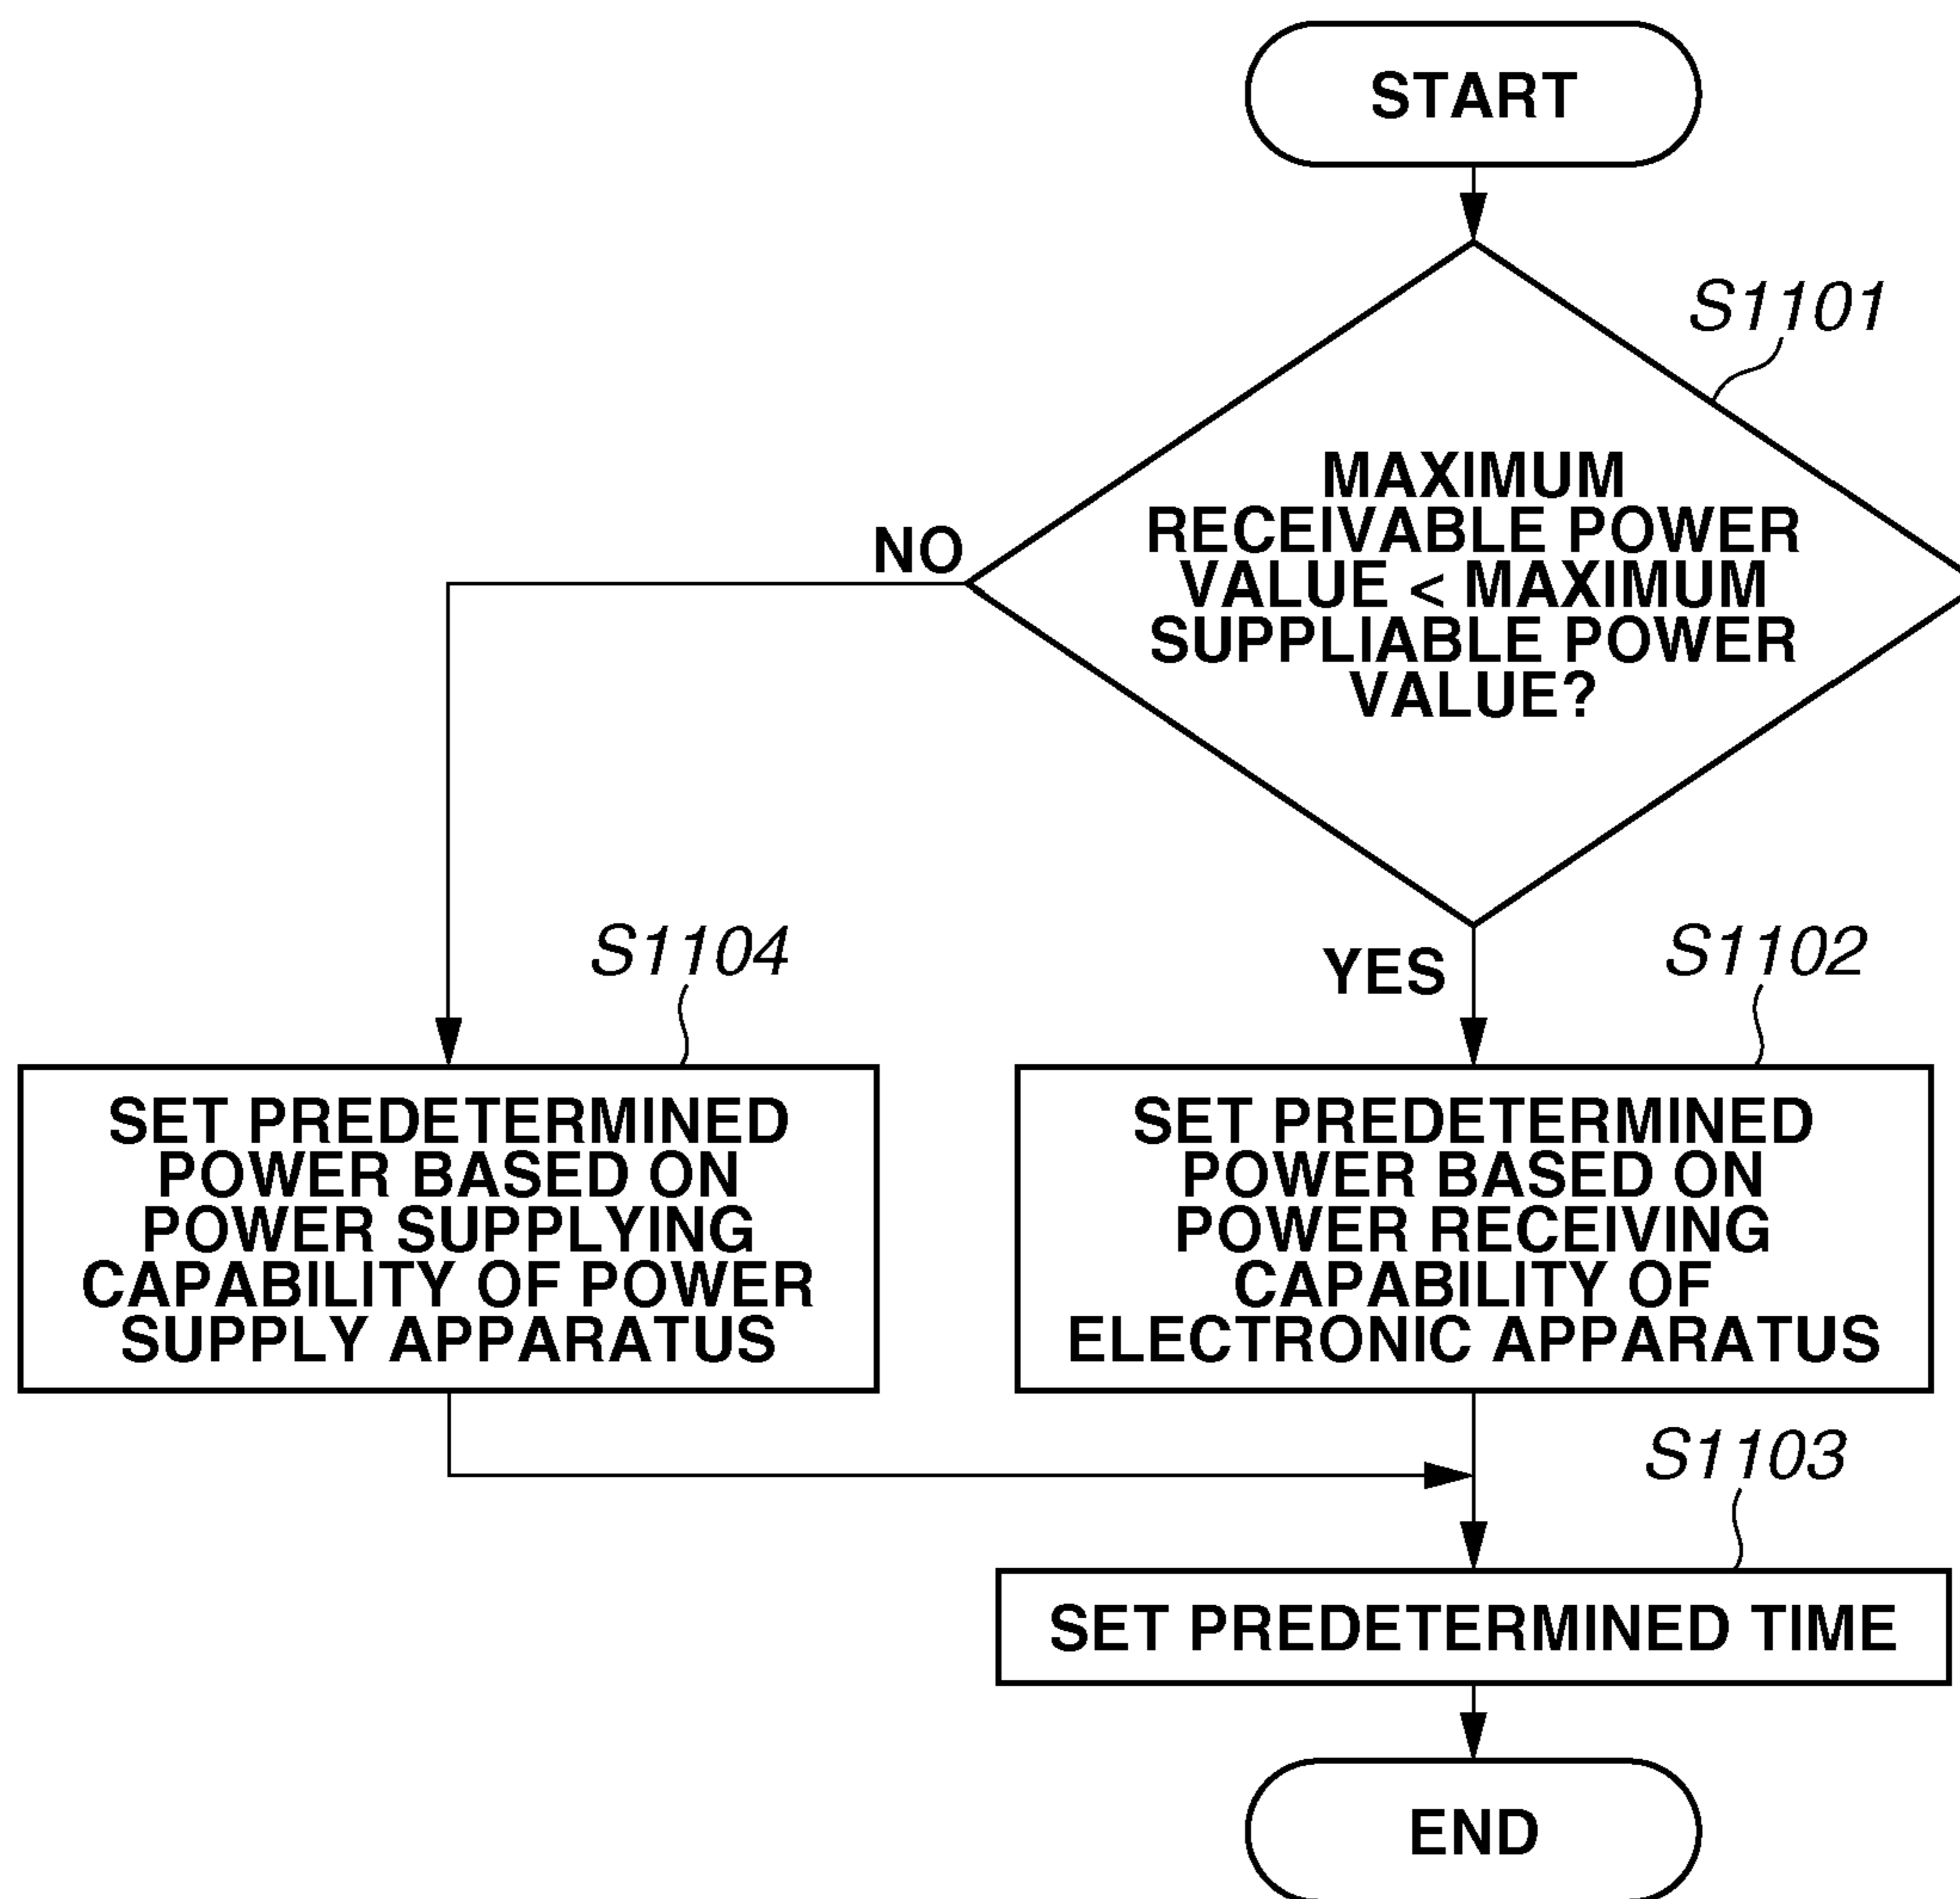 START
S1101
MAXIMUM
RECEIVABLE POWER
VALUE < MAXIMUM
SUPPLIABLE POWER
VALUE?
NO
YES
S1104
SET PREDETERMINED
POWER BASED ON
POWER SUPPLYING
CAPABILITY OF POWER
SUPPLY APPARATUS
S1102
SET PREDETERMINED
POWER BASED ON
POWER RECEIVING
CAPABILITY OF
ELECTRONIC APPARATUS
S1103
SET PREDETERMINED TIME
END